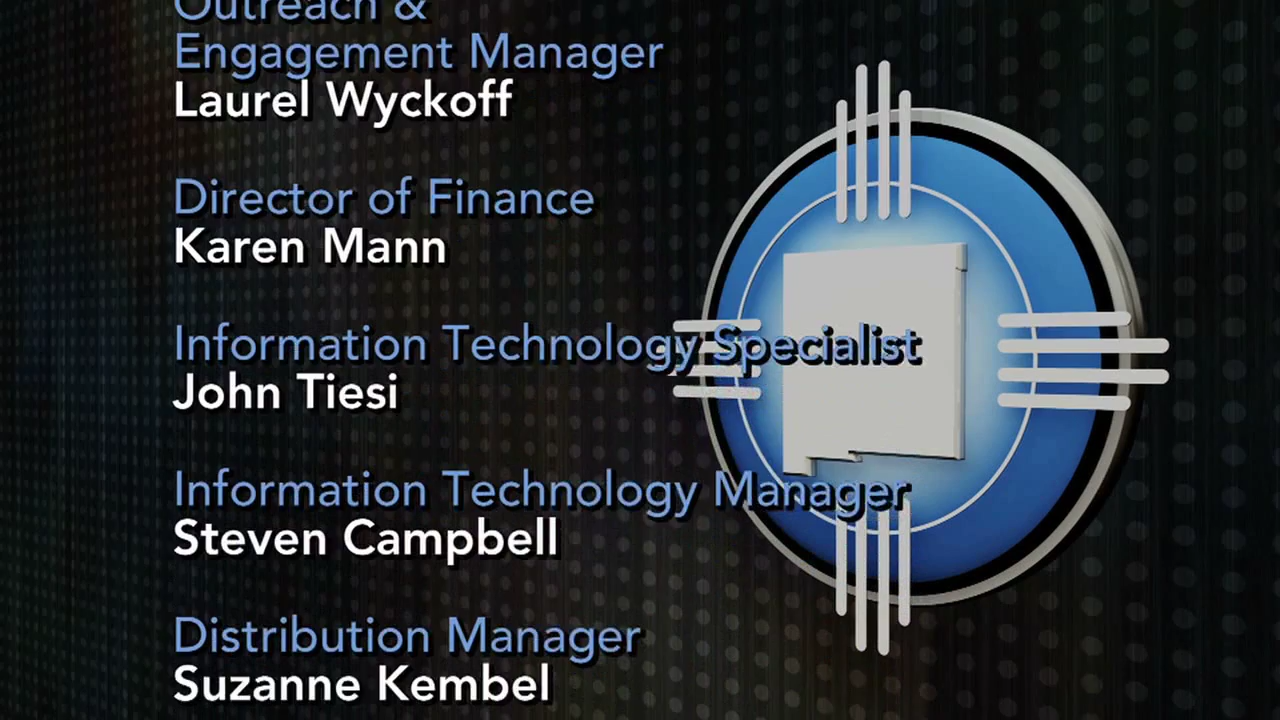 Outreach &
Engagement Manager
Laurel Wyckoff
Director of Finance
Karen Mann
Information Technology Specialist
John Tiesi
Information Technology Manager
Steven Campbell
Distribution Manager
Suzanne Kembel